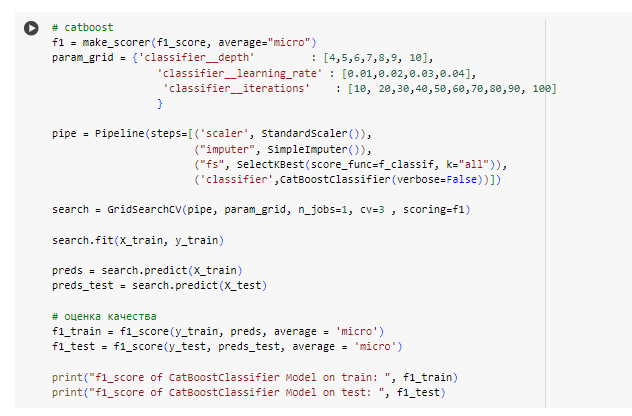 # catboost
f1 = make_scorer(f1_score, average="micro")
param_grid = {'classifier__depth' : [4,5,6,7,8,9, 10],
'classifier__learning_rate' : [0.01,0.02,0.03,0.04],
'classifier__iterations' : [10, 20,30,40,50,60,70,80,90, 100]
}
pipe = Pipeline(steps=[('scaler', StandardScaler()),
("imputer", SimpleImputer()),
("fs", SelectKBest(score_func=f_classif, k="all")),
('classifier',CatBoostClassifier(verbose=False))])
search = GridSearchCV(pipe, param_grid, n_jobs=1, cv=3 , scoring=f1)
search.fit(X_train, y_train)
preds = search.predict(X_train)
preds_test = search.predict(X_test)
# оценка качества
f1_train = f1_score(y_train, preds, average = 'micro')
f1_test = f1_score(y_test, preds_test, average = 'micro')
print("f1_score of CatBoostClassifier Model on train: ", f1_train)
print("f1_score of CatBoostClassifier Model on test: ", f1_test)